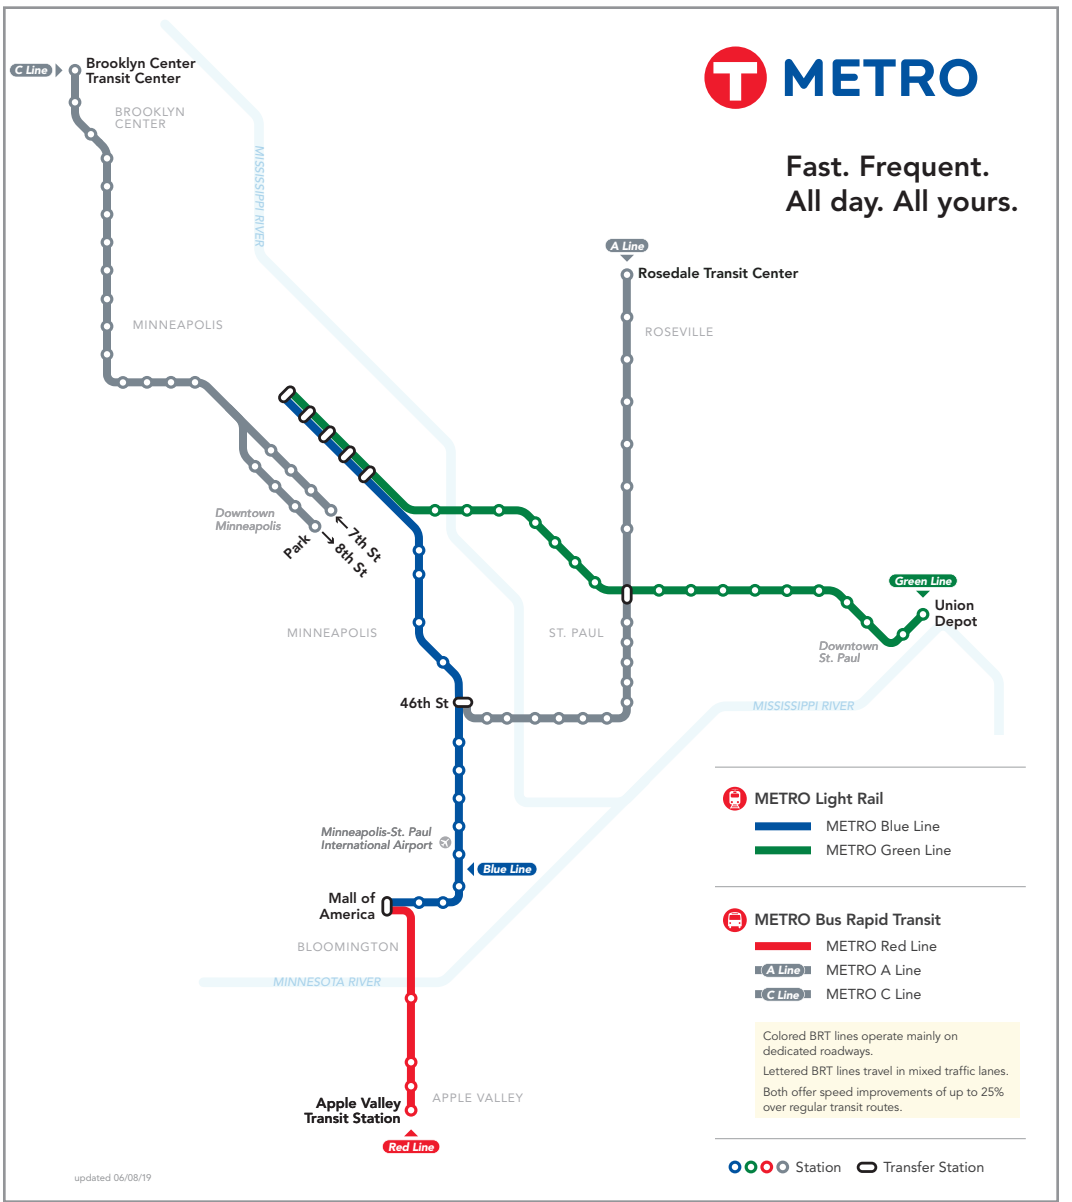 C Line
Brooklyn Center
Transit Center
BROOKLYN
CENTER
T METRO
Fast. Frequent.
All day. All yours.
MISSISSIPPI RIVER
A Line
Rosedale Transit Center
MINNEAPOLIS
ROSEVILLE
Downtown
Minneapolis
← 7th St
Park
→ 8th St
Green Line
Union
Depot
MINNEAPOLIS
ST. PAUL
Downtown
St. Paul
46th St
MISSISSIPPI RIVER
METRO Light Rail
METRO Blue Line
METRO Green Line
Minneapolis-St. Paul
International Airport
Blue Line
Mall of
America
BLOOMINGTON
MINNESOTA RIVER
METRO Bus Rapid Transit
METRO Red Line
A Line METRO A Line
C Line METRO C Line
Colored BRT lines operate mainly on
dedicated roadways.
Lettered BRT lines travel in mixed traffic lanes.
Both offer speed improvements of up to 25%
over regular transit routes.
Apple Valley
Transit Station
APPLE VALLEY
Red Line
Station
Transfer Station
updated 06/08/19